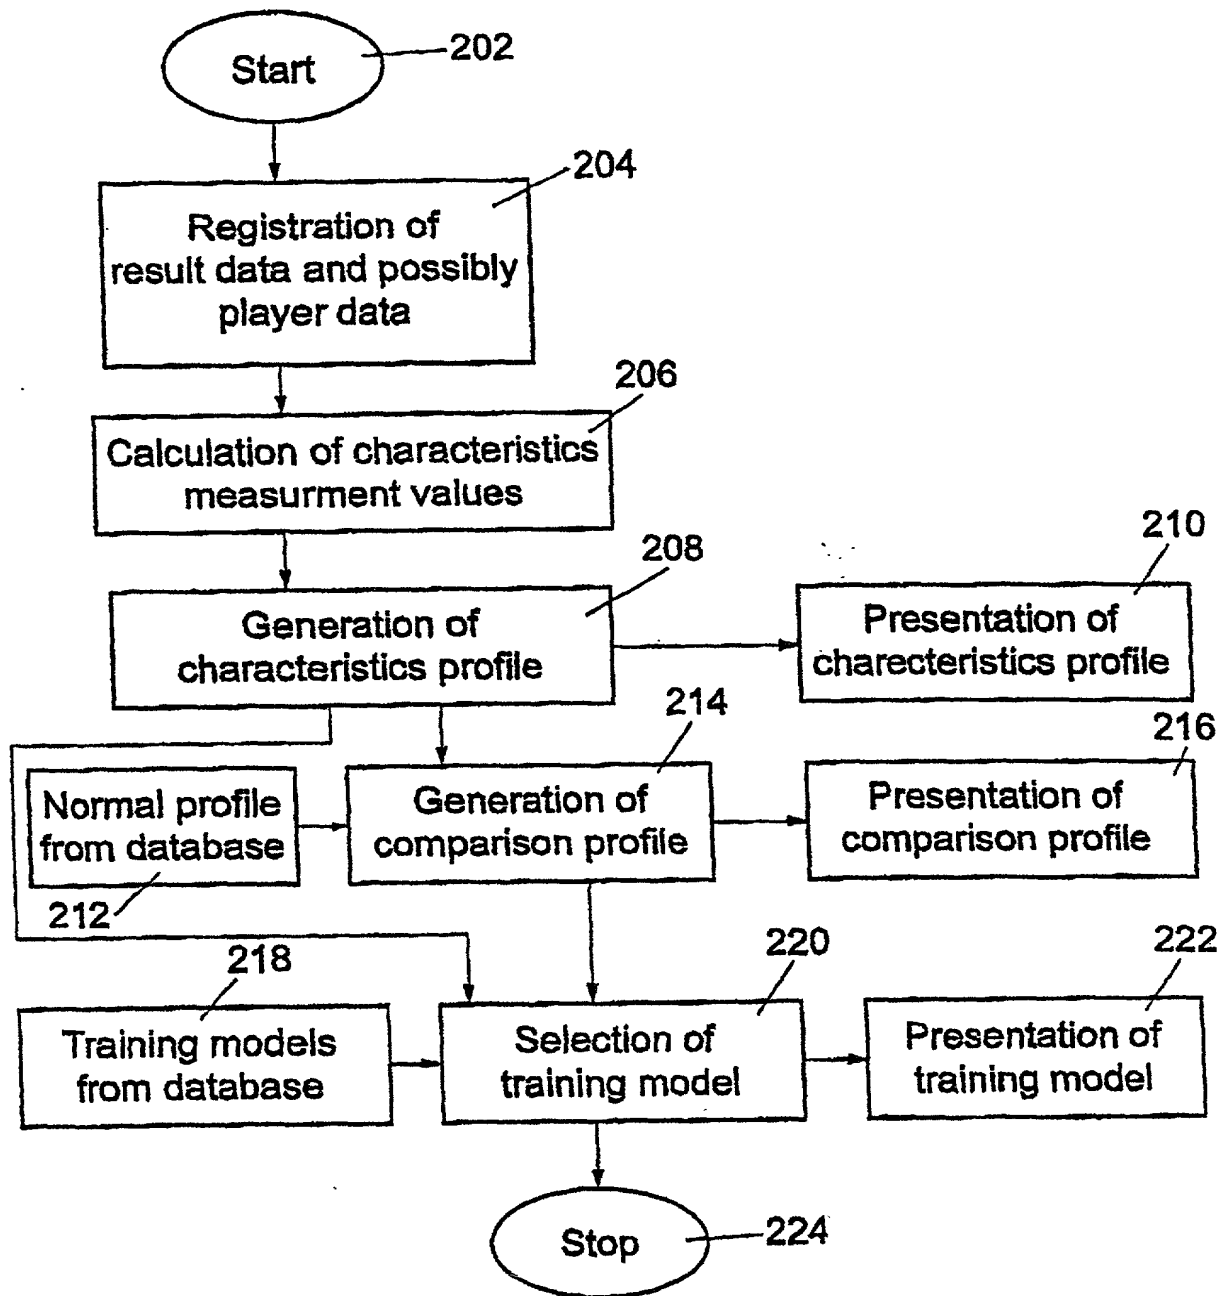 Start
202
204
Registration of
result data and possibly
player data
206
Calculation of characteristics
measurment values
208
Generation of
characteristics profile
210
Presentation of
charecteristics profile
212
Normal profile
from database
214
Generation of
comparison profile
216
Presentation of
comparison profile
218
Training models
from database
220
Selection of
training model
222
Presentation of
training model
Stop
224